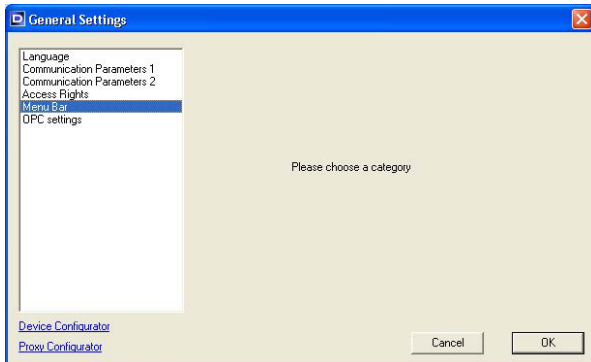 General Settings
Language
Communication Parameters 1
Communication Parameters 2
Access Rights
Menu Bar
OPC settings
Please choose a category
Device Configurator
Proxy Configurator
Cancel
OK